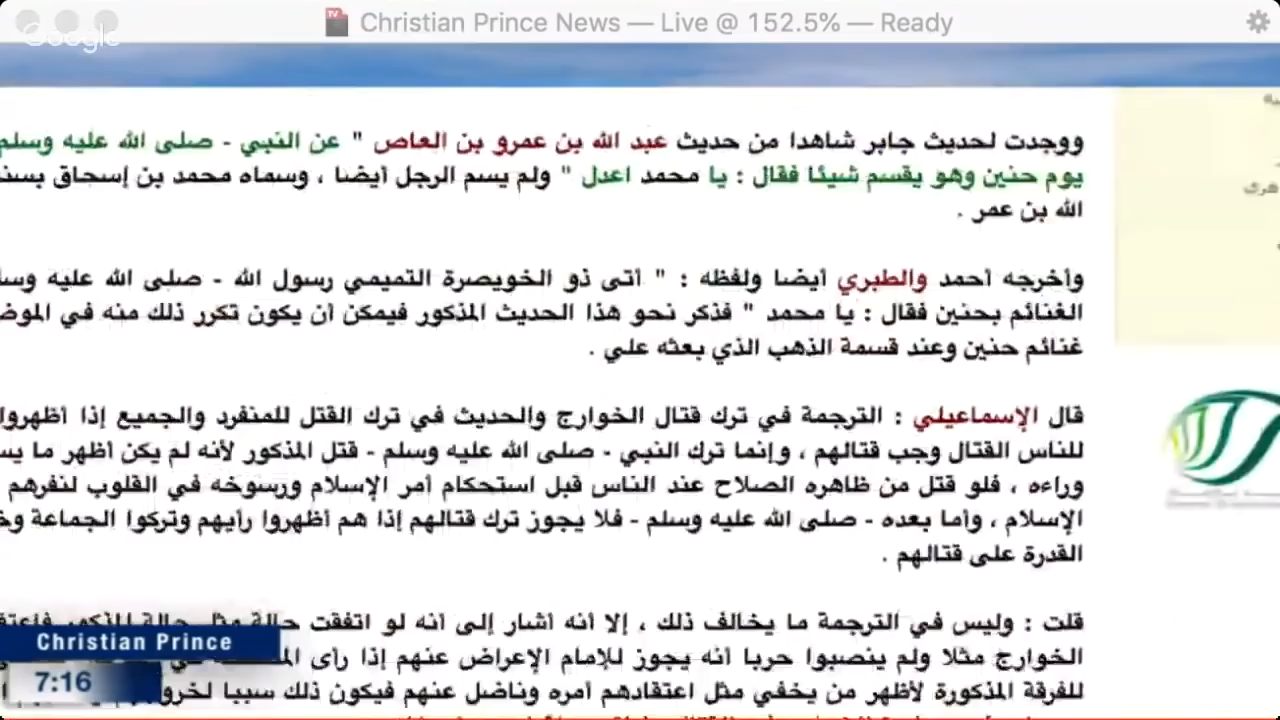 Google
Christian Prince News — Live @ 152.5% — Ready
ووجدت لحديث جابر شاهدا من حديث عبد الله بن عمرو بن العاص " عن النبي - صلى الله عليه وسلم
يوم حنين وهو يقسم شيئا فقال : يا محمد اعدل " ولم يسم الرجل أيضا ، وسماه محمد بن إسحاق بسند
الله بن عمر .
وأخرجه أحمد والطبري أيضا ولفظه : " أتى ذو الخويصرة التميمي رسول الله - صلى الله عليه
الغنائم بحنين فقال : يا محمد " فذكر نحو هذا الحديث المذكور فيمكن أن يكون تكرر ذلك منه في
غنائم حنين وعند قسمة الذهب الذي بعثه علي .
قال الإسماعيلي : الترجمة في ترك قتال الخوارج والحديث في ترك القتل للمنفرد والجميع إذا أظهروا
للناس القتال وجب قتالهم ، وإنما ترك النبي - صلى الله عليه وسلم - قتل المذكور لأنه لم يكن أظهر ما
وراءه ، فلو قتل من ظاهره الصلاح عند الناس قبل استحكام أمر الإسلام ورسوخه في القلوب لنفرهم
الإسلام ، وأما بعده - صلى الله عليه وسلم - فلا يجوز ترك قتالهم إذا هم أظهروا رأيهم وتركوا الجماعة
القدرة على قتالهم .
قلت : وليس في الترجمة ما يخالف ذلك ، إلا أنه أشار إلى أنه لو اتفقت حالة مثل حالة المذكور
الخوارج مثلا ولم ينصبوا حربا أنه يجوز للإمام الإعراض عنهم إذا رأى
للفرقة المذكورة لأظهر من يخفي مثل اعتقادهم أمره وناضل عنهم فيكون ذلك سببا
Christian Prince
7:16